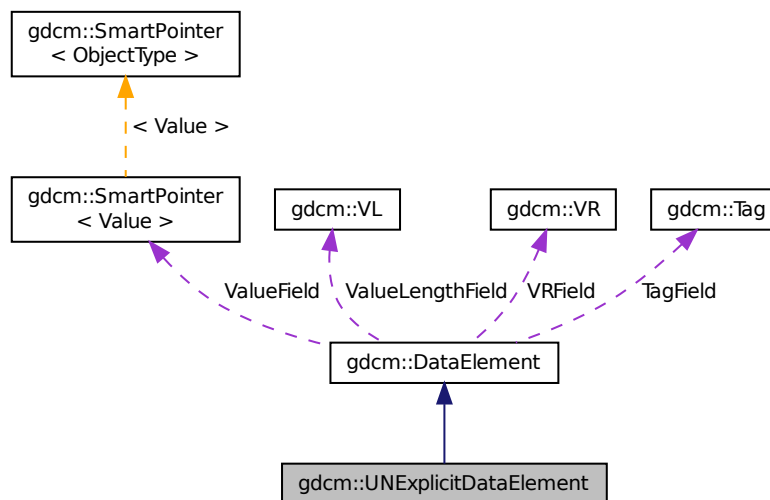 gdcm::SmartPointer
< ObjectType >
< Value >
gdcm::SmartPointer
< Value >
gdcm::VL
gdcm::VR
gdcm::Tag
ValueField
ValueLengthField
VRField
TagField
gdcm::DataElement
gdcm::UNExplicitDataElement